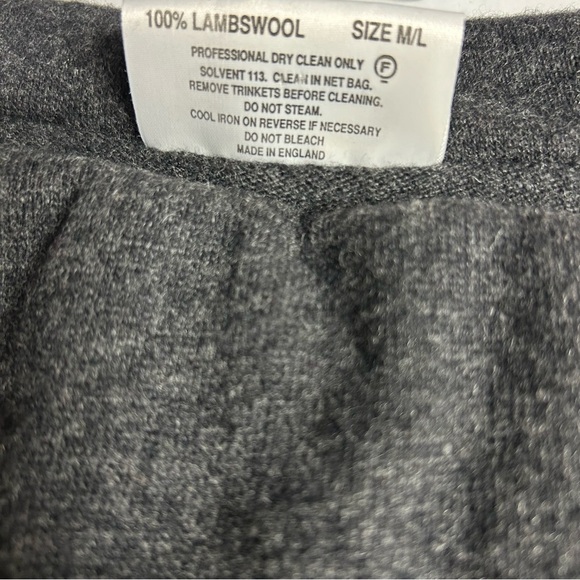 100% LAMBSWOOL SIZE M/L
PROFESSIONAL DRY CLEAN ONLY Ⓕ
SOLVENT 113. CLEAN IN NET BAG.
REMOVE TRINKETS BEFORE CLEANING.
DO NOT STEAM.
COOL IRON ON REVERSE IF NECESSARY
DO NOT BLEACH
MADE IN ENGLAND